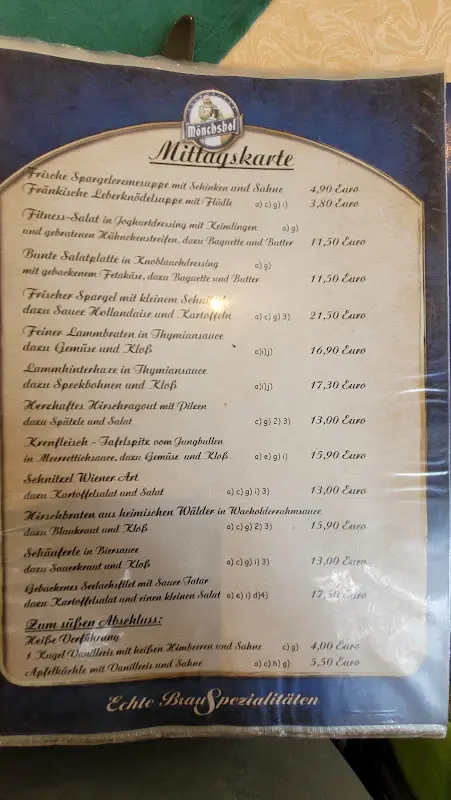 Mönchshof
Mittagskarte
Frische Spargelcremesuppe mit Schinken und Sahne 4,90 Euro
Fränkische Leberknödelsuppe mit Flädle a) c) g) i) 3,80 Euro
Fitness-Salat in Joghurtdressing mit Keimlingen a) g)
und gebratenen Hähnchenstreifen, dazu Baguette und Butter 11,50 Euro
Bunte Salatplatte in Knoblauchdressing a) g)
mit gebackenem Fetakäse, dazu Baguette und Butter 11,50 Euro
Frischer Spargel mit kleinem
dazu Sauce Hollandaise und Kartoffeln a) c) g) 3) 21,50 Euro
Feiner Lammbraten in Thymiansauce
dazu Gemüse und Kloß a)i)j) 16,90 Euro
Lammhinterhaxe in Thymiansauce
dazu Speckbohnen und Kloß a)i)j) 17,30 Euro
Herzhaftes Hirschragout mit Pilzen
dazu Spätzle und Salat c) g) 2) 3) 13,00 Euro
Krenfleisch - Tafelspitz vom Jungbullen
in Meerrettichsauce, dazu Gemüse und Kloß a) e) g) i) 15,90 Euro
Schnitzel Wiener Art
dazu Kartoffelsalat und Salat a) c) g) i) 3) 13,00 Euro
Hirschbraten aus heimischen Wälder in Wacholderrahmsauce
dazu Blaukraut und Kloß a) c) g) 2) 3) 15,90 Euro
Schäuferle in Biersauce
dazu Sauerkraut und Kloß a) c) g) i) 3) 13,00 Euro
Gebackenes Seelachsfilet mit Sauce Tatar
dazu Kartoffelsalat und einen kleinen Salat a) e) i) d4) 17,50 Euro
Zum süßen Abschluss:
Heiße Verführung
1 Kugel Vanilleeis mit heißen Himbeeren und Sahne c) g) 4,00 Euro
Apfelküchle mit Vanilleeis und Sahne a) c) h) g) 5,50 Euro
Echte BrauSpezialitäten